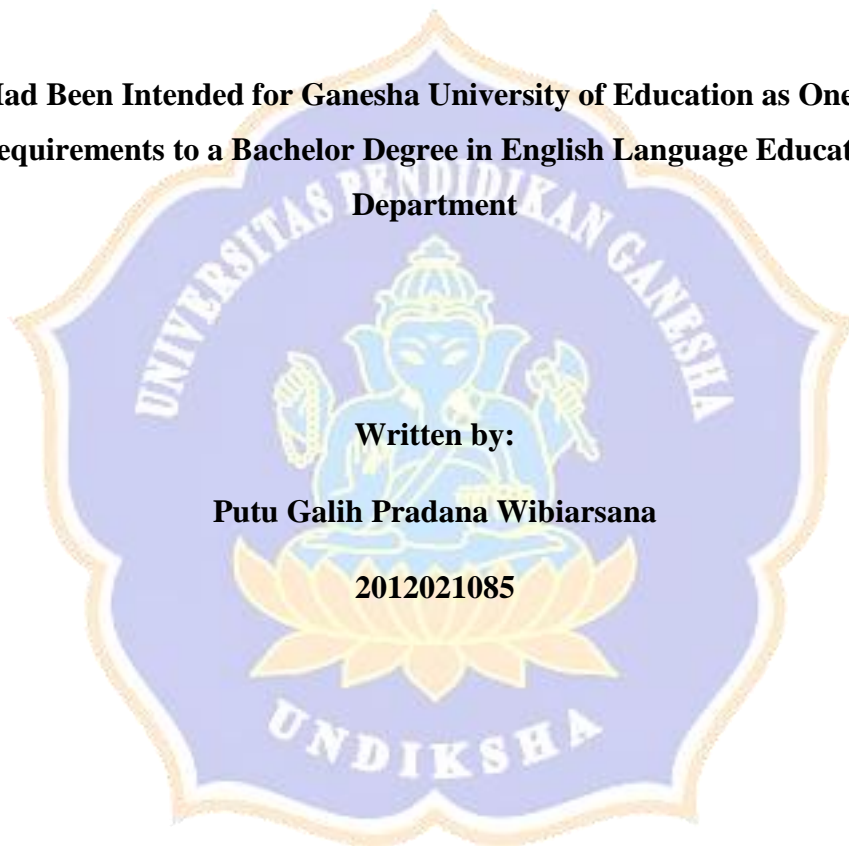 Had Been Intended for Ganesha University of Education as One
equirements to a Bachelor Degree in English Language Educat
Department
UNIVERSITAS PENDIDIKAN GANESHA
Written by:
Putu Galih Pradana Wibiarsana
2012021085
UNDIKSHA